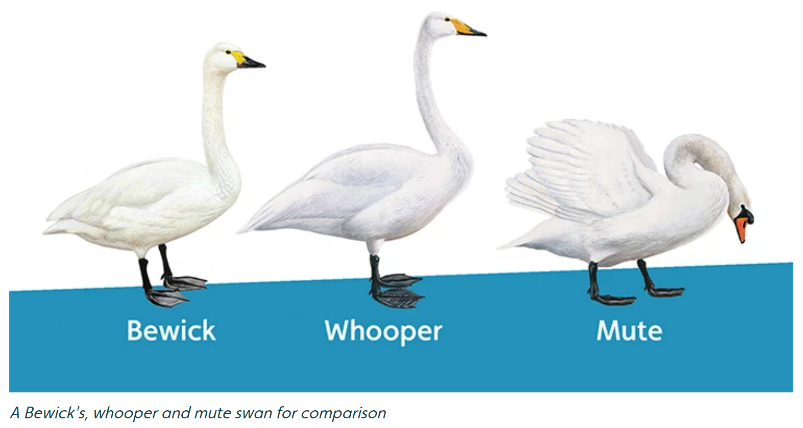 Bewick Whooper Mute
A Bewick's, whooper and mute swan for comparison